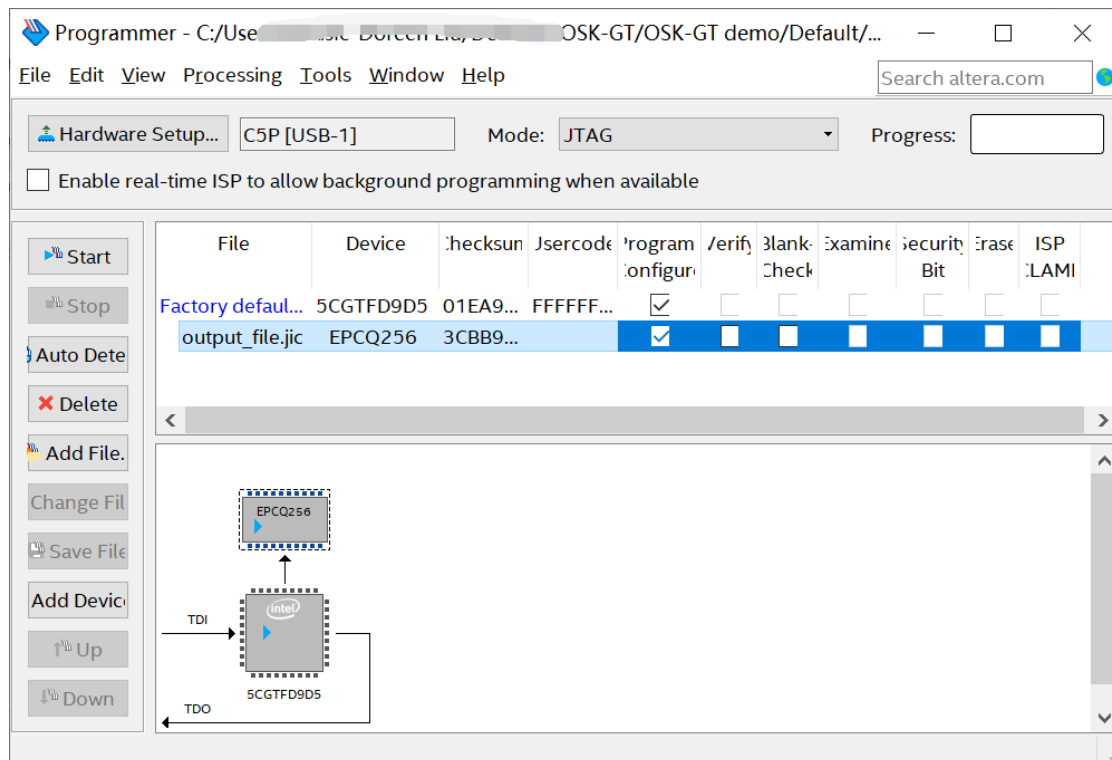 Programmer - C:/Use OSK-GT/OSK-GT demo/Default/...
File Edit View Processing Tools Window Help
Search altera.com
Hardware Setup... C5P [USB-1] Mode: JTAG Progress:
Enable real-time ISP to allow background programming when available
Start
Stop
Auto Dete
Delete
Add File.
Change Fil
Save File
Add Devic
Up
Down
File Device Checksum Usercode Program Verify Blank- Examine Security Erase ISP
Configure Check Bit CLAMP
Factory defaul... 5CGTFD9D5 01EA9... FFFFFF...
output_file.jic EPCQ256 3CBB9...
EPCQ256
intel
TDI
5CGTFD9D5
TDO